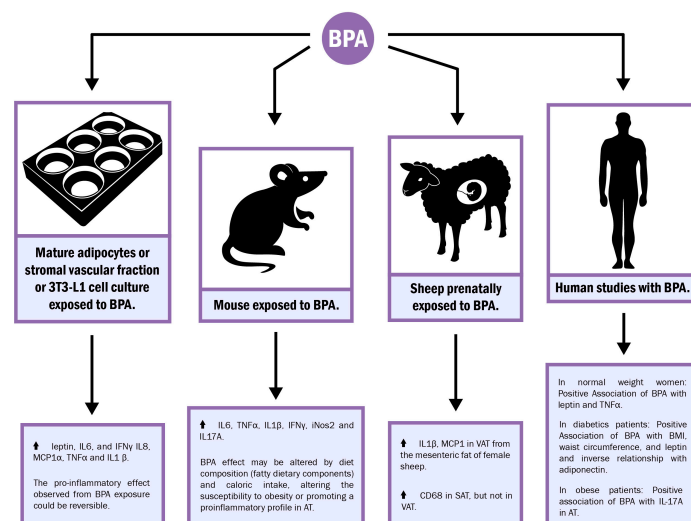 BPA
Mature adipocytes or
stromal vascular fraction
or 3T3-L1 cell culture
exposed to BPA.
Mouse exposed to BPA.
Sheep prenatally
exposed to BPA.
Human studies with BPA.
leptin, IL6, and IFNγ IL8,
MCP1α, TNFα and IL1 β.
The pro-inflammatory effect
observed from BPA exposure
could be reversible.
IL6, TNFα, IL1β, IFNγ, iNos2 and
IL17A.
BPA effect may be altered by diet
composition (fatty dietary components)
and caloric intake, altering the
susceptibility to obesity or promoting a
proinflammatory profile in AT.
IL1β, MCP1 in VAT from
the mesenteric fat of female
sheep.
CD68 in SAT, but not in
VAT.
In normal weight women:
Positive Association of BPA with
leptin and TNFα.
In diabetics patients: Positive
Association of BPA with BMI,
waist circumference, and leptin
and inverse relationship with
adiponectin.
In obese patients: Positive
association of BPA with IL-17A
in AT.